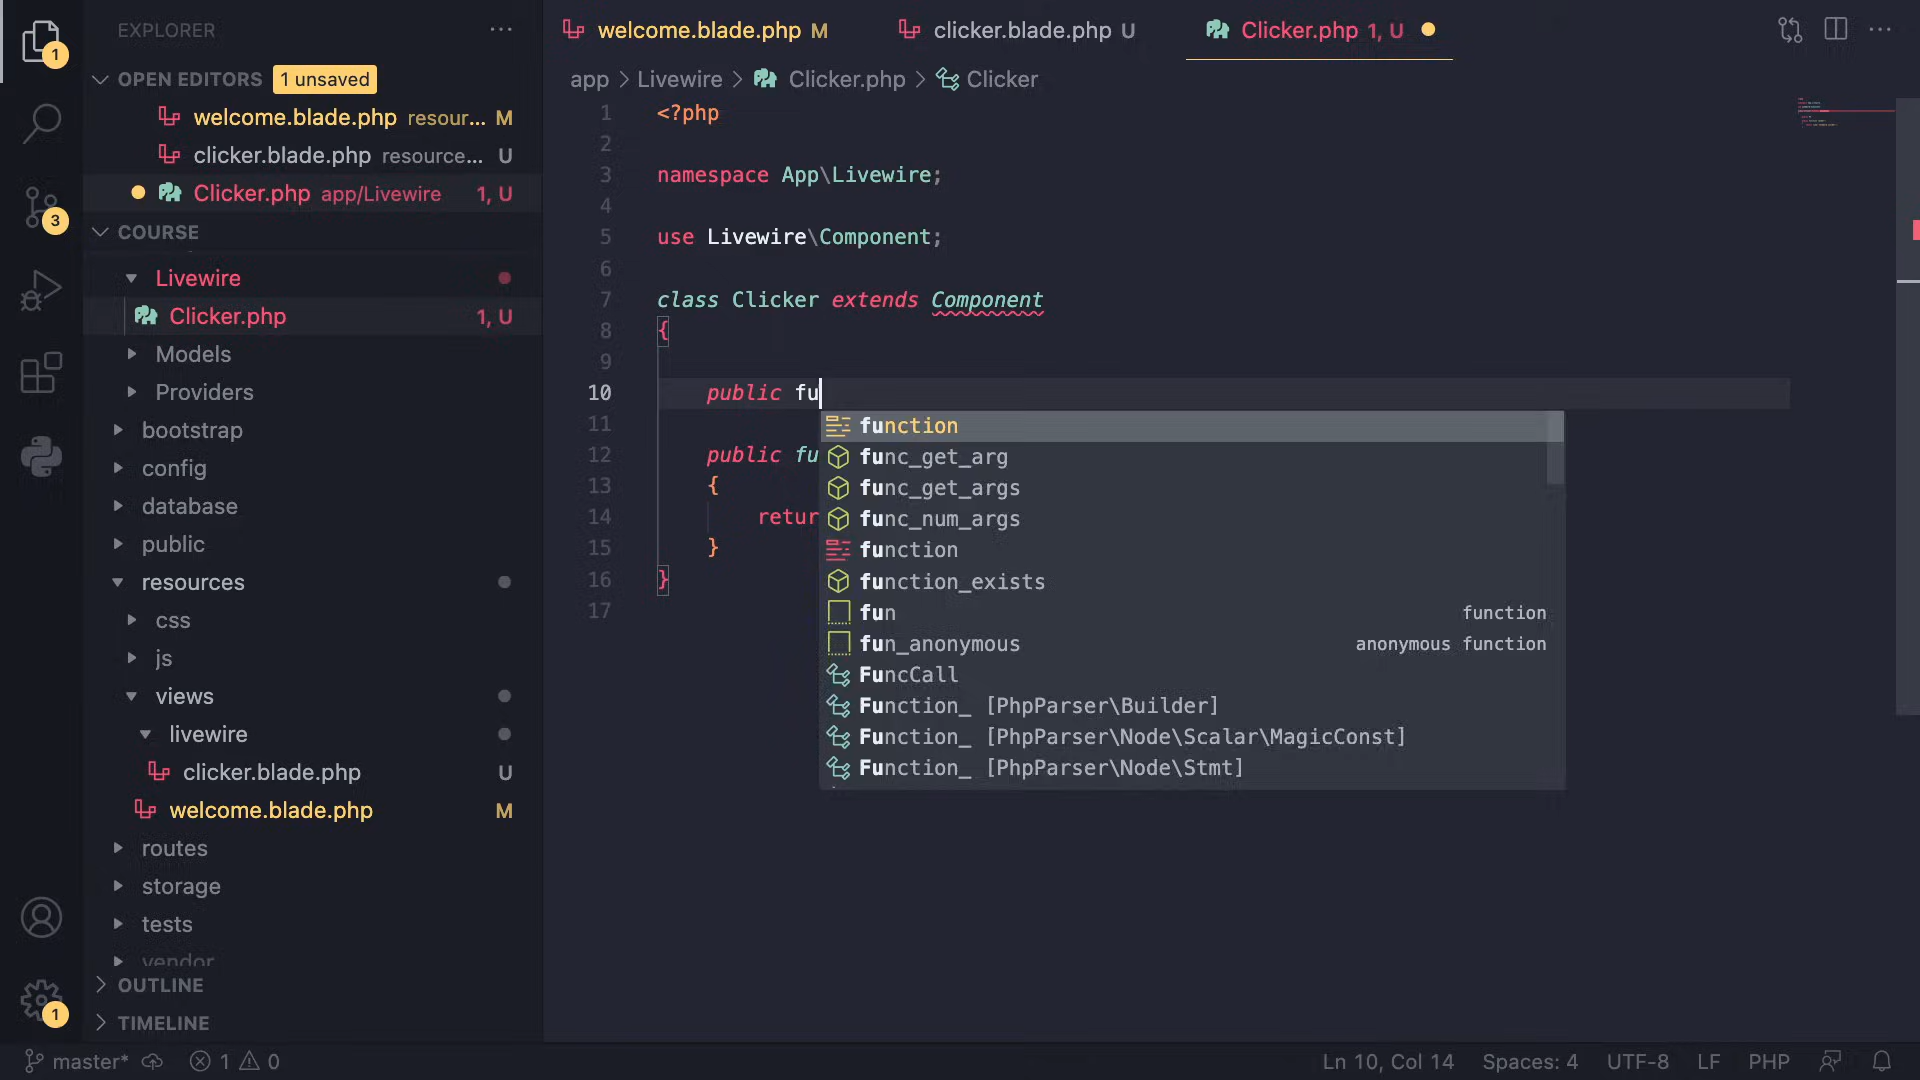 EXPLORER
OPEN EDITORS 1 unsaved
welcome.blade.php resour... M
clicker.blade.php resource... U
Clicker.php app/Livewire 1, U
COURSE
Livewire
Clicker.php 1, U
Models
Providers
bootstrap
config
database
public
resources
css
js
views
livewire
clicker.blade.php U
welcome.blade.php M
routes
storage
tests
vendor
OUTLINE
TIMELINE
1
3
1
welcome.blade.php M
clicker.blade.php U
Clicker.php 1, U
app > Livewire > Clicker.php > Clicker
1 <?php
2
3 namespace App\Livewire;
4
5 use Livewire\Component;
6
7 class Clicker extends Component
8 {
9
10 public fu
11
12 public fu
13 {
14 retur
15 }
16 }
17
function
func_get_arg
func_get_args
func_num_args
function
function_exists
fun function
fun_anonymous anonymous function
FuncCall
Function_ [PhpParser\Builder]
Function_ [PhpParser\Node\Scalar\MagicConst]
Function_ [PhpParser\Node\Stmt]
master* 1 0
Ln 10, Col 14 Spaces: 4 UTF-8 LF PHP